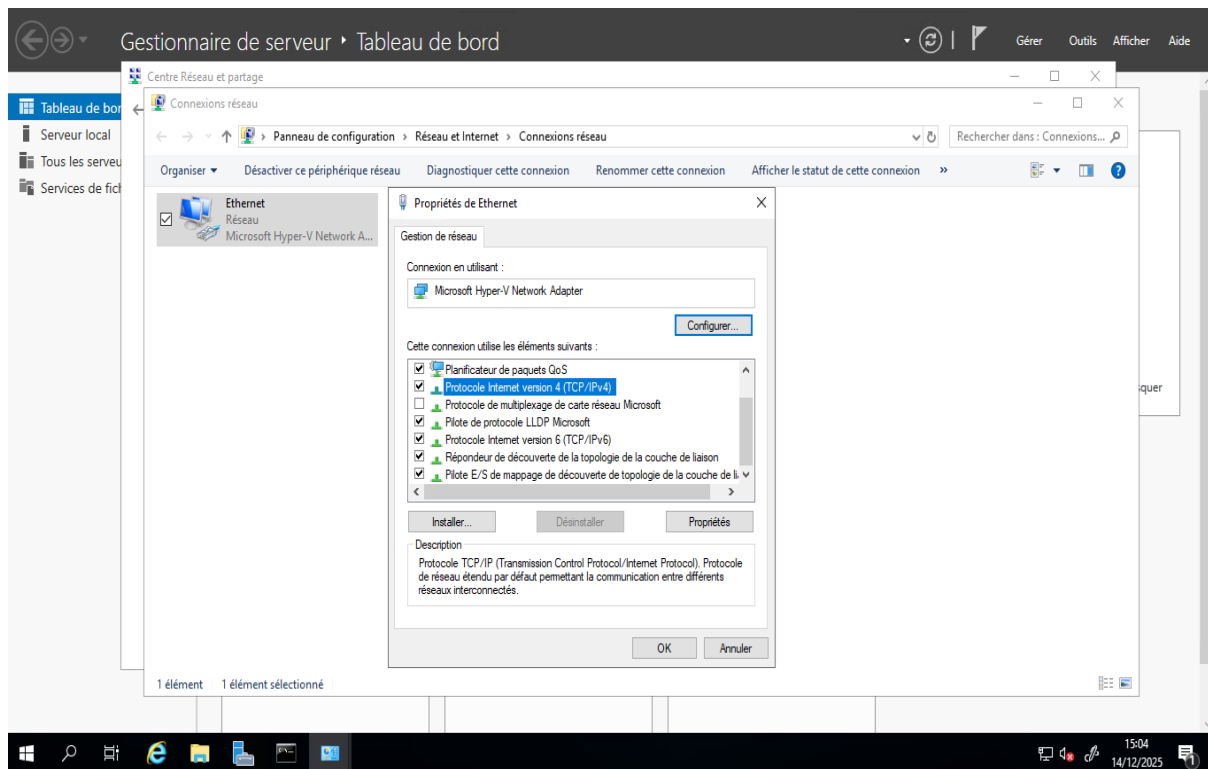 Gestionnaire de serveur ‣ Tableau de bord
Gérer Outils Afficher Aide
Centre Réseau et partage
Tableau de bor
Serveur local
Tous les serveu
Services de fich
Connexions réseau
Panneau de configuration > Réseau et Internet > Connexions réseau
Rechercher dans : Connexions...
Organiser Désactiver ce périphérique réseau Diagnostiquer cette connexion Renommer cette connexion Afficher le statut de cette connexion »
Ethernet
Réseau
Microsoft Hyper-V Network A...
Propriétés de Ethernet
Gestion de réseau
Connexion en utilisant :
Microsoft Hyper-V Network Adapter
Configurer...
Cette connexion utilise les éléments suivants :
Planificateur de paquets QoS
Protocole Internet version 4 (TCP/IPv4)
Protocole de multiplexage de carte réseau Microsoft
Pilote de protocole LLDP Microsoft
Protocole Internet version 6 (TCP/IPv6)
Répondeur de découverte de la topologie de la couche de liaison
Pilote E/S de mappage de découverte de topologie de la couche de li
Installer... Désinstaller Propriétés
Description
Protocole TCP/IP (Transmission Control Protocol/Internet Protocol). Protocole
de réseau étendu par défaut permettant la communication entre différents
réseaux interconnectés.
OK Annuler
squer
1 élément 1 élément sélectionné
15:04
14/12/2025
1